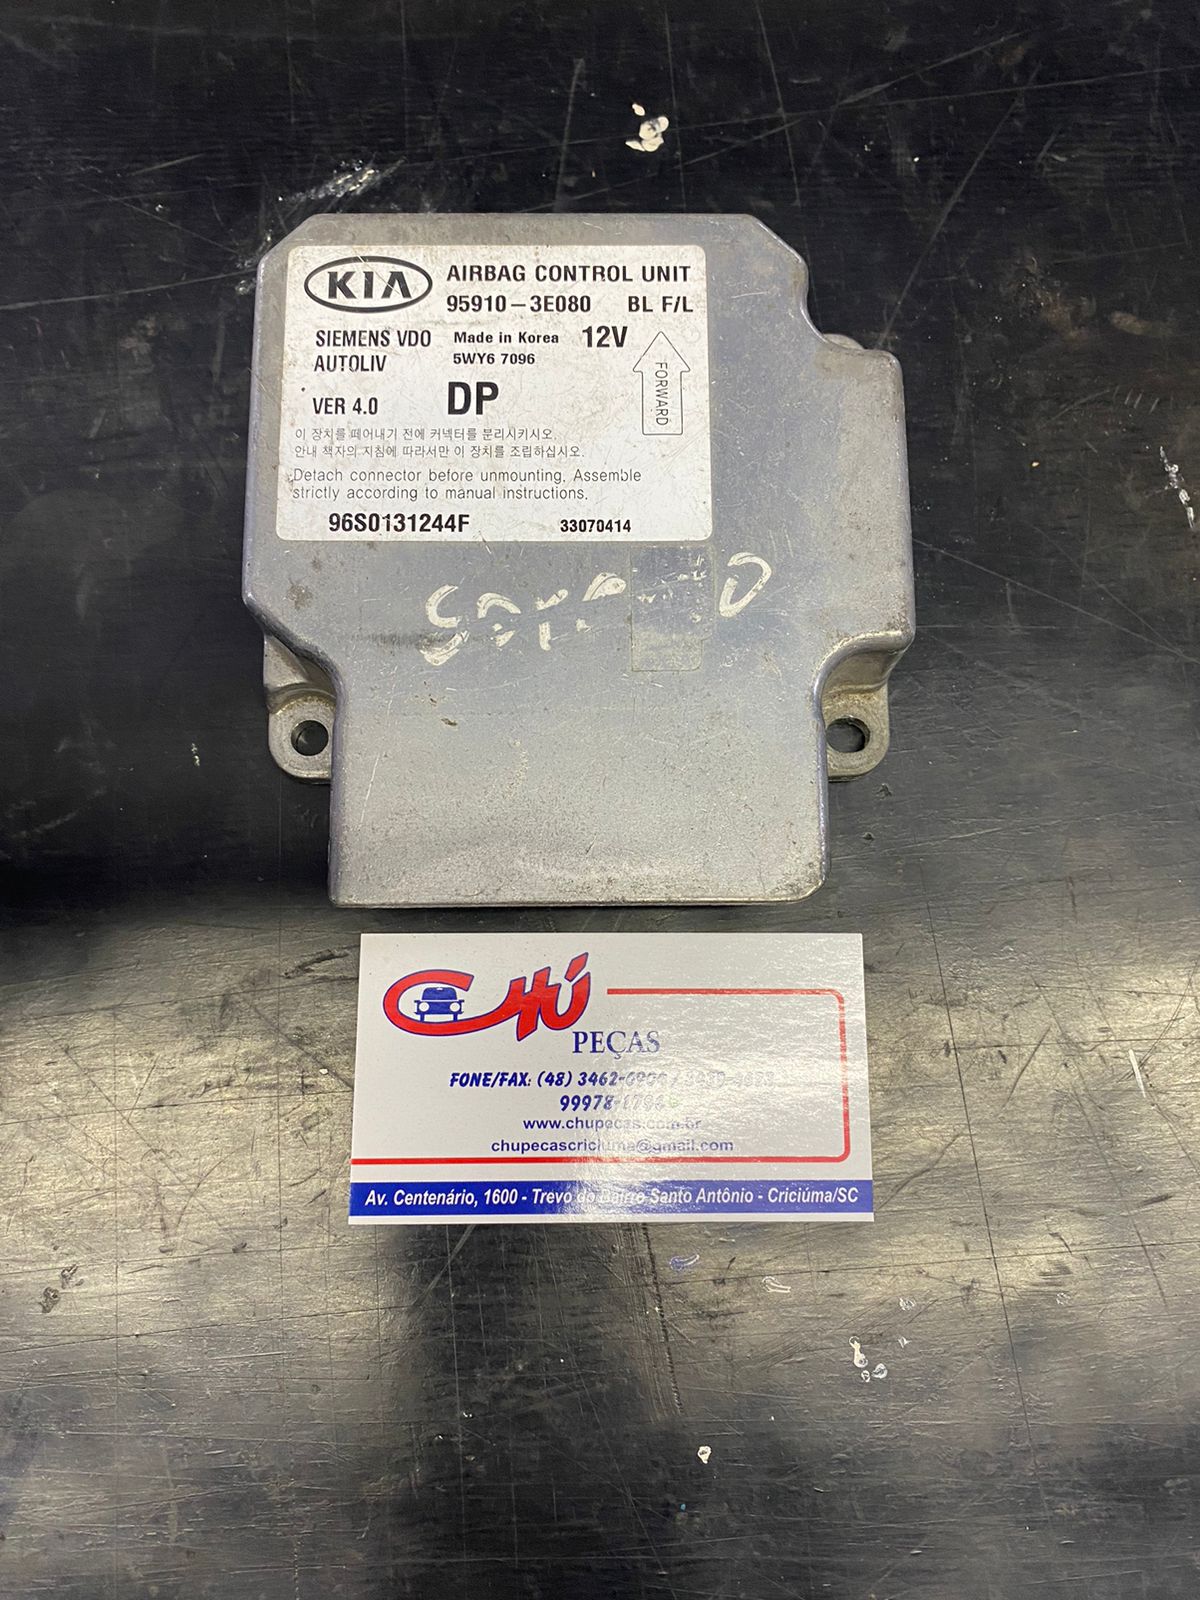 KIA
AIRBAG CONTROL UNIT
95910-3E080 BL F/L
SIEMENS VDO Made in Korea 12V
AUTOLIV 5WY6 7096
FORWARD
VER 4.0 DP
이 장치를 떼어내기 전에 커넥터를 분리시키시오.
안내 책자의 지침에 따라서만 이 장치를 조립하십시오.
Detach connector before unmounting. Assemble
strictly according to manual instructions.
96S0131244F 33070414
CHÚ
PEÇAS
FONE/FAX: (48)
www.chupecas.com.br
chupecascriciuma@gmail.com
Av. Centenário, 1600 - Trevo do Bairro Santo Antônio - Criciúma/SC